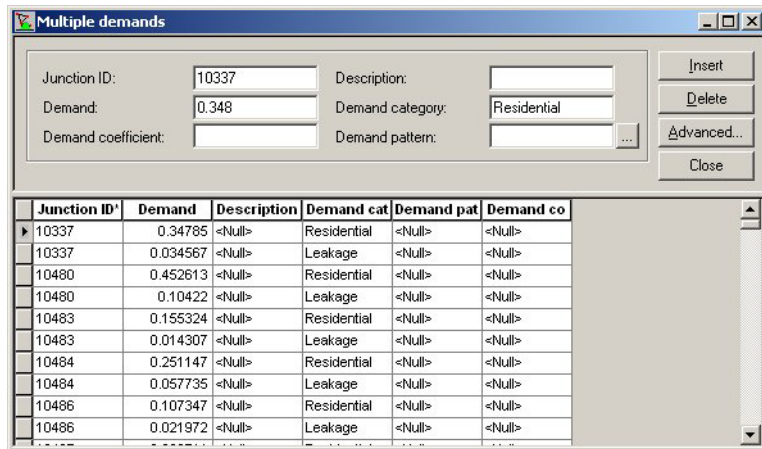 Multiple demands
Junction ID: 10337 Description: Insert
Demand: 0.348 Demand category: Residential Delete
Demand coefficient: Demand pattern: ... Advanced...
Close
Junction ID* Demand Description Demand cat Demand pat Demand co
10337 0.34785 <Null> Residential <Null> <Null>
10337 0.034567 <Null> Leakage <Null> <Null>
10480 0.452613 <Null> Residential <Null> <Null>
10480 0.10422 <Null> Leakage <Null> <Null>
10483 0.155324 <Null> Residential <Null> <Null>
10483 0.014307 <Null> Leakage <Null> <Null>
10484 0.251147 <Null> Residential <Null> <Null>
10484 0.057735 <Null> Leakage <Null> <Null>
10486 0.107347 <Null> Residential <Null> <Null>
10486 0.021972 <Null> Leakage <Null> <Null>